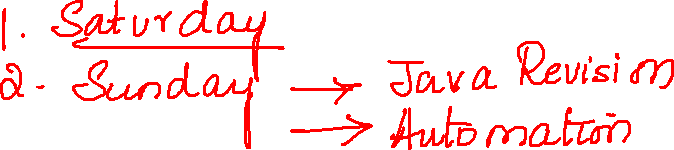 1. Saturday
2. Sunday → Java Revision
→ Automation